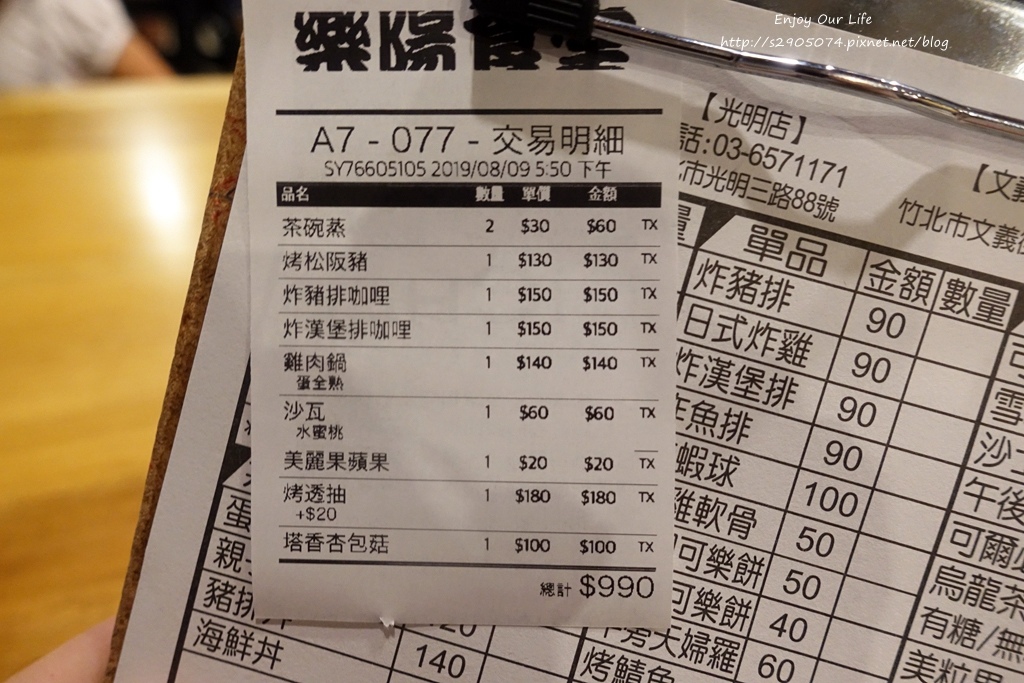 Enjoy Our Life
http://s2905074.pixnet.net/blog
樂陽食堂
A7 - 077 - 交易明細
SY76605105 2019/08/09 5:50 下午
品名 數量 單價 金額
茶碗蒸 2 $30 $60 TX
烤松阪豬 1 $130 $130 TX
炸豬排咖哩 1 $150 $150 TX
炸漢堡排咖哩 1 $150 $150 TX
雞肉鍋 1 $140 $140 TX
蛋全熟
沙瓦 1 $60 $60 TX
水蜜桃
美麗果蘋果 1 $20 $20 TX
烤透抽 1 $180 $180 TX
+$20
塔香杏包菇 1 $100 $100 TX
總計 $990
【光明店】
話:03-6571171
北市光明三路88號
【文義
竹北市文義街
量 單品 金額 數量
炸豬排 90
日式炸雞 90
炸漢堡排 90
炸魚排 90
蝦球 100
雞軟骨 50
可樂餅 50
可樂餅 40
天婦羅 60
烤鯖魚
雪
沙士
午後
可爾
烏龍茶
有糖/無
美粒果
蛋
親子
豬排丼 120
海鮮丼 140